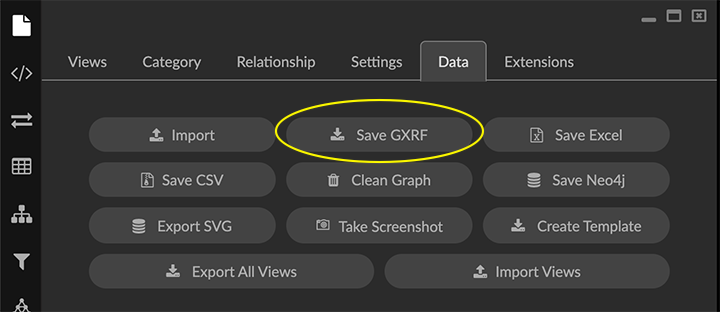 Views Category Relationship Settings Data Extensions
Import Save GXRF Save Excel
Save CSV Clean Graph Save Neo4j
Export SVG Take Screenshot Create Template
Export All Views Import Views